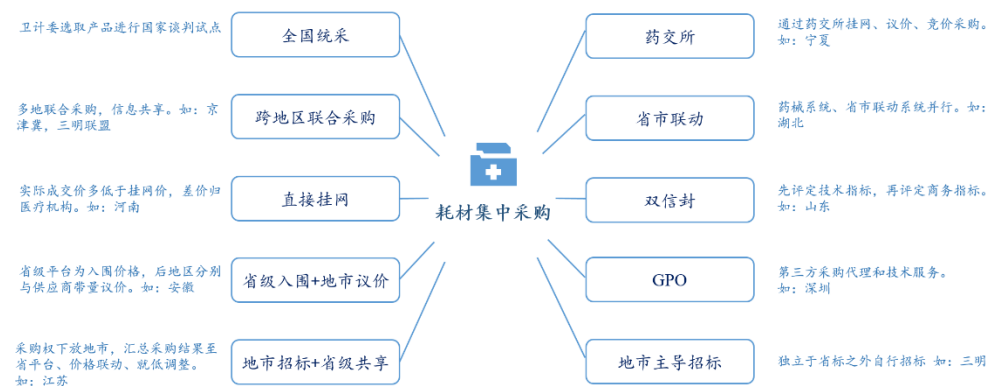 卫计委选取产品进行国家谈判试点
全国统采
多地联合采购，信息共享。如：京
津冀，三明联盟
跨地区联合采购
实际成交价多低于挂网价，差价归
医疗机构。如：河南
直接挂网
省级平台为入围价格，后地区分别
与供应商带量议价。如：安徽
省级入围+地市议价
采购权下放地市，汇总采购结果至
省平台、价格联动、就低调整。
如：江苏
地市招标+省级共享
耗材集中采购
药交所
通过药交所挂网、议价、竞价采购。
如：宁夏
省市联动
药械系统、省市联动系统并行。如：
湖北
双信封
先评定技术指标，再评定商务指标。
如：山东
GPO
第三方采购代理和技术服务。
如：深圳
地市主导招标
独立于省标之外自行招标 如：三明